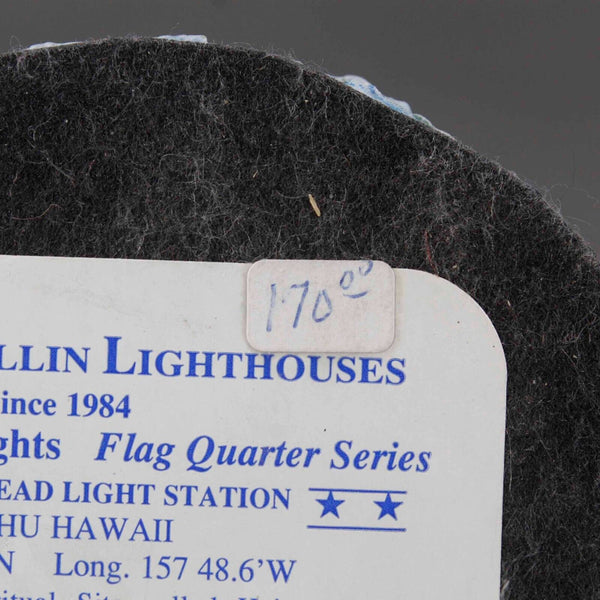 170⁰⁰
LLIN LIGHTHOUSES
ince 1984
ghts Flag Quarter Series
EAD LIGHT STATION
HU HAWAII
N Long. 157 48.6'W